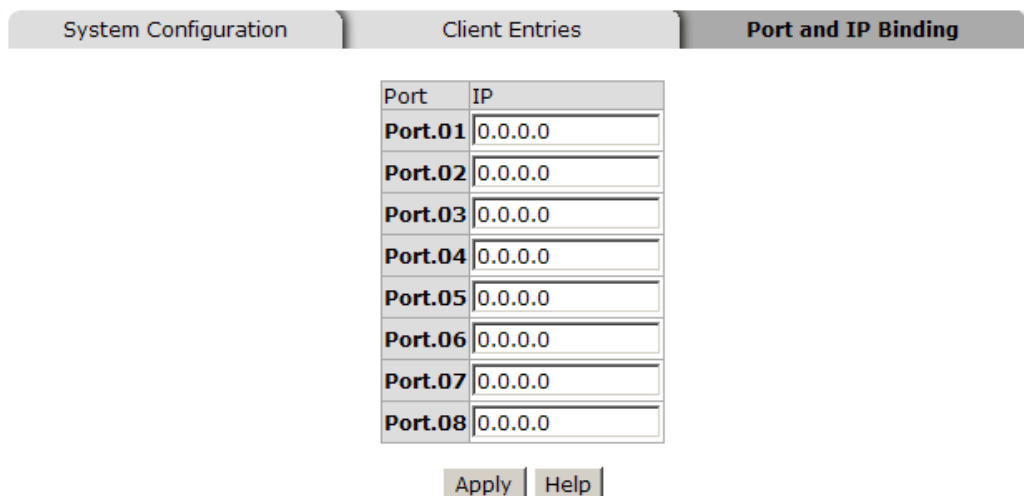 System Configuration Client Entries Port and IP Binding
Port IP
Port.01 0.0.0.0
Port.02 0.0.0.0
Port.03 0.0.0.0
Port.04 0.0.0.0
Port.05 0.0.0.0
Port.06 0.0.0.0
Port.07 0.0.0.0
Port.08 0.0.0.0
Apply Help